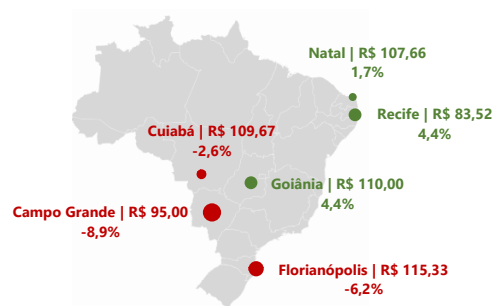 Natal | R$ 107,66
1,7%
Recife | R$ 83,52
4,4%
Cuiabá | R$ 109,67
-2,6%
Goiânia | R$ 110,00
4,4%
Campo Grande | R$ 95,00
-8,9%
Florianópolis | R$ 115,33
-6,2%